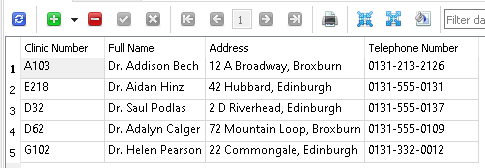 1 Filter da
Clinic Number Full Name Address Telephone Number
1 A103 Dr. Addison Bech 12 A Broadway, Broxburn 0131-213-2126
2 E218 Dr. Aidan Hinz 42 Hubbard, Edinburgh 0131-555-0131
3 D32 Dr. Saul Podlas 2 D Riverhead, Edinburgh 0131-555-0137
4 D62 Dr. Adalyn Calger 72 Mountain Loop, Broxburn 0131-555-0109
5 G102 Dr. Helen Pearson 22 Commongale, Edinburgh 0131-332-0012